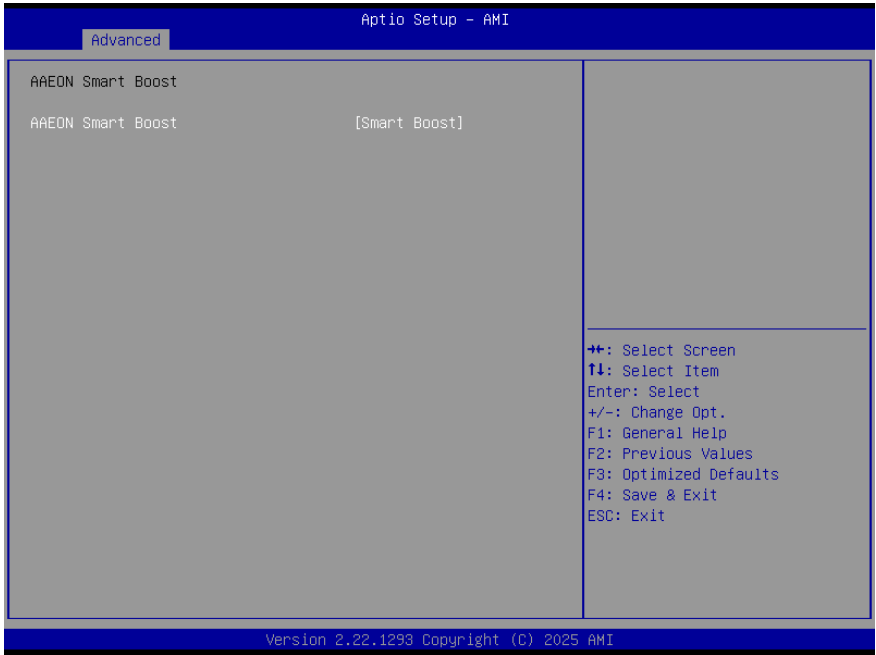 Aptio Setup – AMI
Advanced
AAEON Smart Boost
AAEON Smart Boost [Smart Boost]
→←: Select Screen
↑↓: Select Item
Enter: Select
+/-: Change Opt.
F1: General Help
F2: Previous Values
F3: Optimized Defaults
F4: Save & Exit
ESC: Exit
Version 2.22.1293 Copyright (C) 2025 AMI